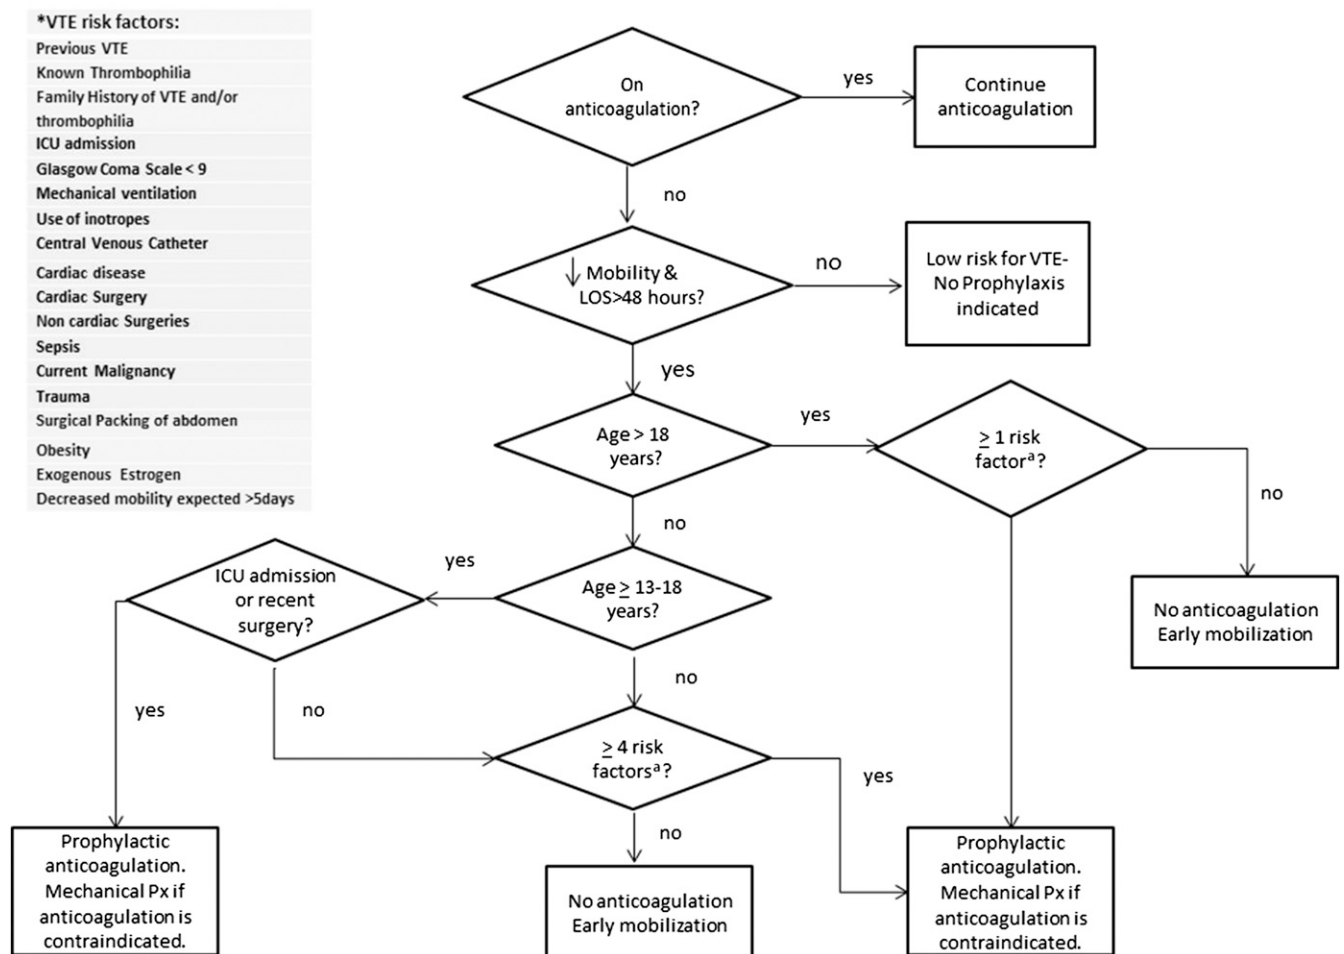 *VTE risk factors:
Previous VTE
Known Thrombophilia
Family History of VTE and/or
thrombophilia
ICU admission
Glasgow Coma Scale < 9
Mechanical ventilation
Use of inotropes
Central Venous Catheter
Cardiac disease
Cardiac Surgery
Non cardiac Surgeries
Sepsis
Current Malignancy
Trauma
Surgical Packing of abdomen
Obesity
Exogenous Estrogen
Decreased mobility expected >5days
On
anticoagulation?
yes
Continue
anticoagulation
no
↓ Mobility &
LOS>48 hours?
no
Low risk for VTE-
No Prophylaxis
indicated
yes
Age > 18
years?
yes
≥ 1 risk
factorᵃ?
no
No anticoagulation
Early mobilization
no
Age ≥ 13-18
years?
yes
ICU admission
or recent
surgery?
yes
no
no
≥ 4 risk
factorsᵃ?
yes
no
Prophylactic
anticoagulation.
Mechanical Px if
anticoagulation is
contraindicated.
No anticoagulation
Early mobilization
Prophylactic
anticoagulation.
Mechanical Px if
anticoagulation is
contraindicated.